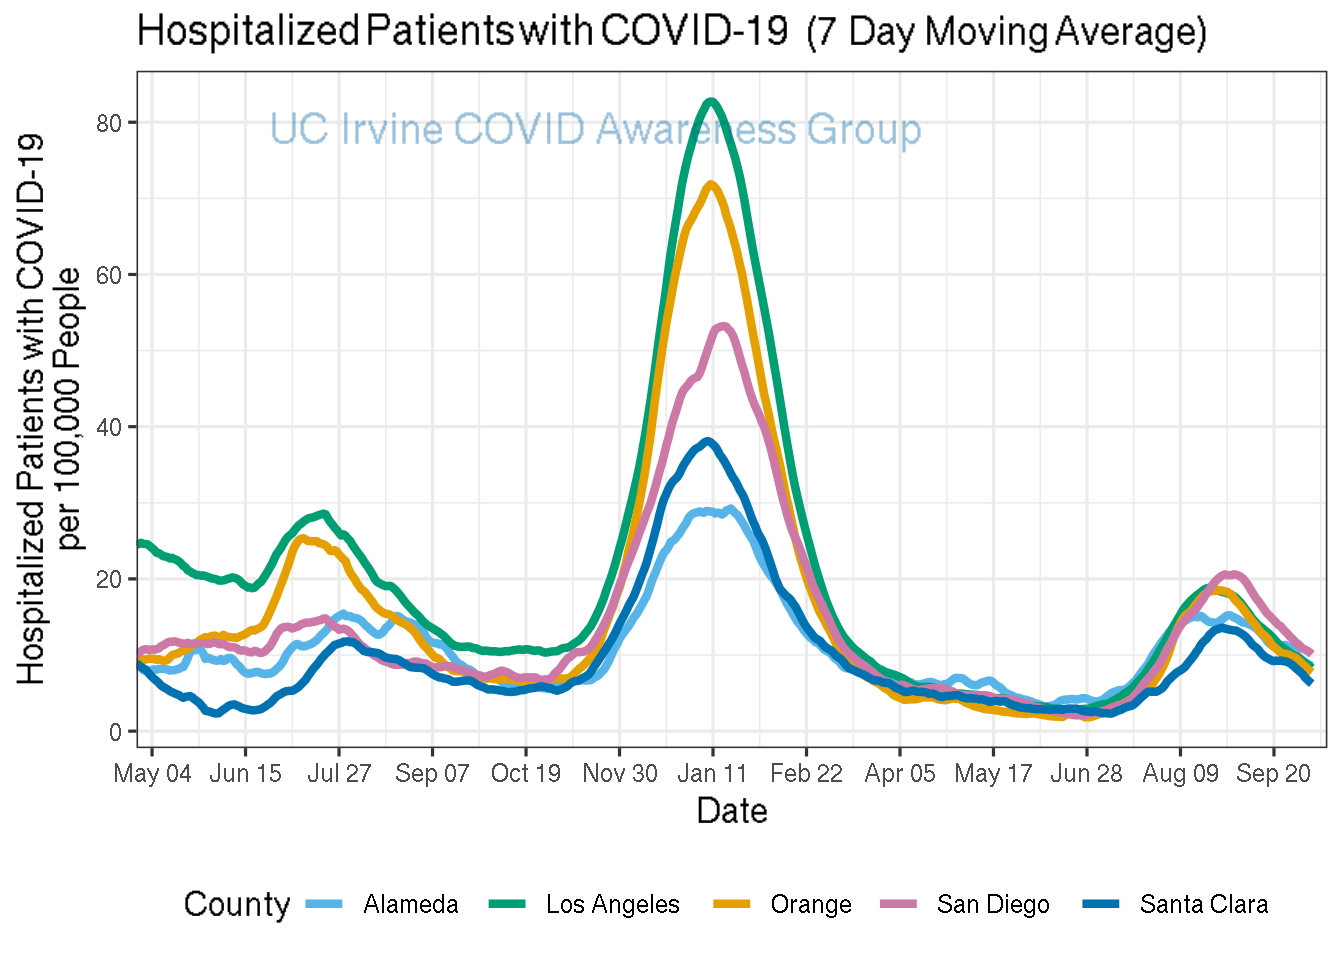 Hospitalized Patients with COVID-19 (7 Day Moving Average)
UC Irvine COVID Awareness Group
Hospitalized Patients with COVID-19
per 100,000 People
80
60
40
20
0
May 04 Jun 15 Jul 27 Sep 07 Oct 19 Nov 30 Jan 11 Feb 22 Apr 05 May 17 Jun 28 Aug 09 Sep 20
Date
County Alameda Los Angeles Orange San Diego Santa Clara